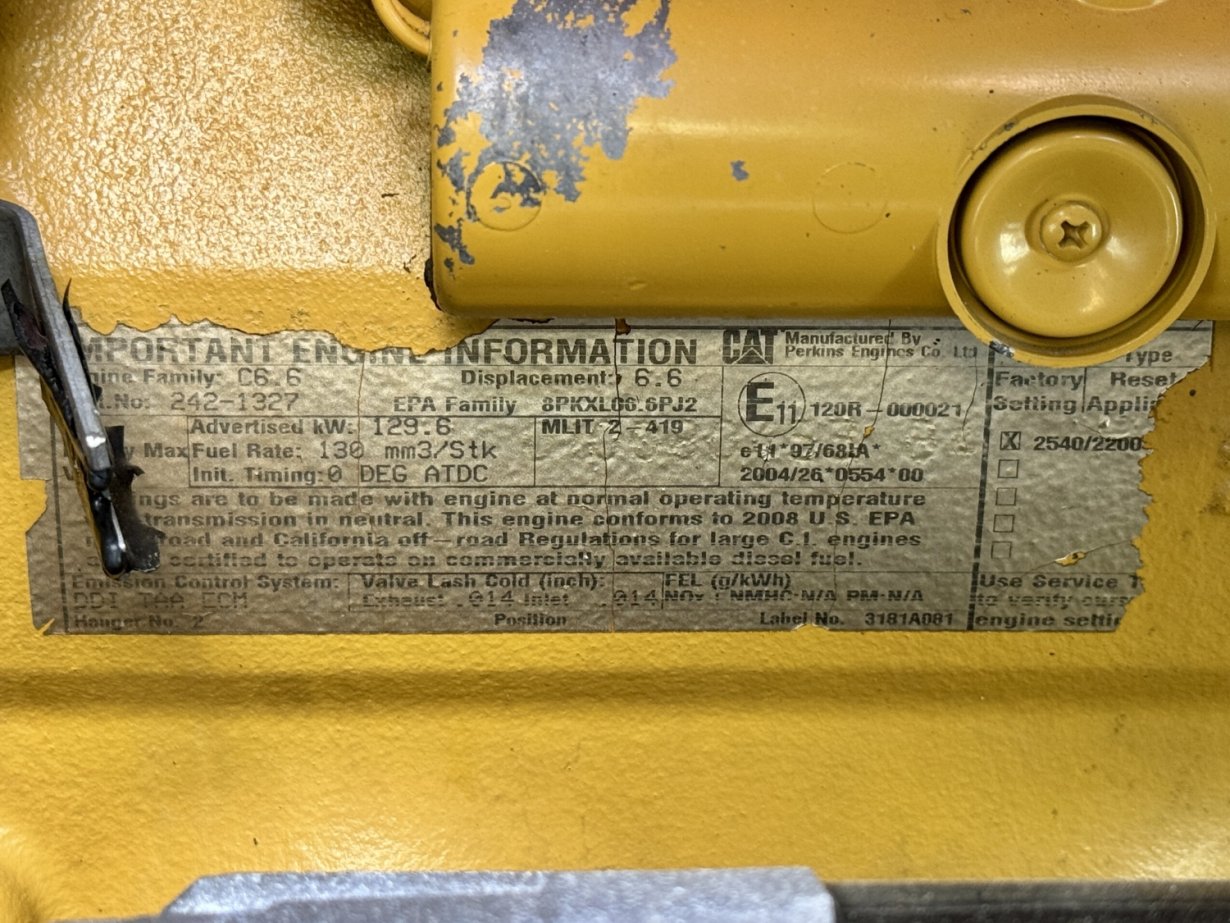 IMPORTANT ENGINE INFORMATION
CAT Manufactured By
Perkins Engines Co Ltd
Type
Family: C6.6 Displacement: 6.6
Factory Reset
.No: 242-1327 EPA Family 8PKXL06.6PJ2
E11 120R-000021
Setting
Advertised kW: 129.6 MLIT Z-419
Max Fuel Rate: 130 mm3/Stk
e11*97/68IA*
X 2540/2200
Init. Timing: 0 DEG ATDC
2004/26*0554*00
are to be made with engine at normal operating temperature
transmission in neutral. This engine conforms to 2008 U S. EPA
and California off-road Regulations for large C.I. engines
certified to operate on commercially available diesel fuel.
Emission Control System: Valve Lash Cold (inch): FEL (g/kWh)
Use Service
DDI TAA ECM Exhaust .014 Inlet .014 NOx NMHC-N/A PM-N/A
to verify
Hanger No. 2 Position Label No. 3181A081
engine